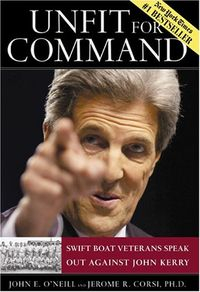 UNFIT FOR
COMMAND
New York Times
#1 BESTSELLER
SWIFT BOAT VETERANS SPEAK
OUT AGAINST JOHN KERRY
JOHN E. O'NEILL AND JEROME R. CORSI, PH.D.